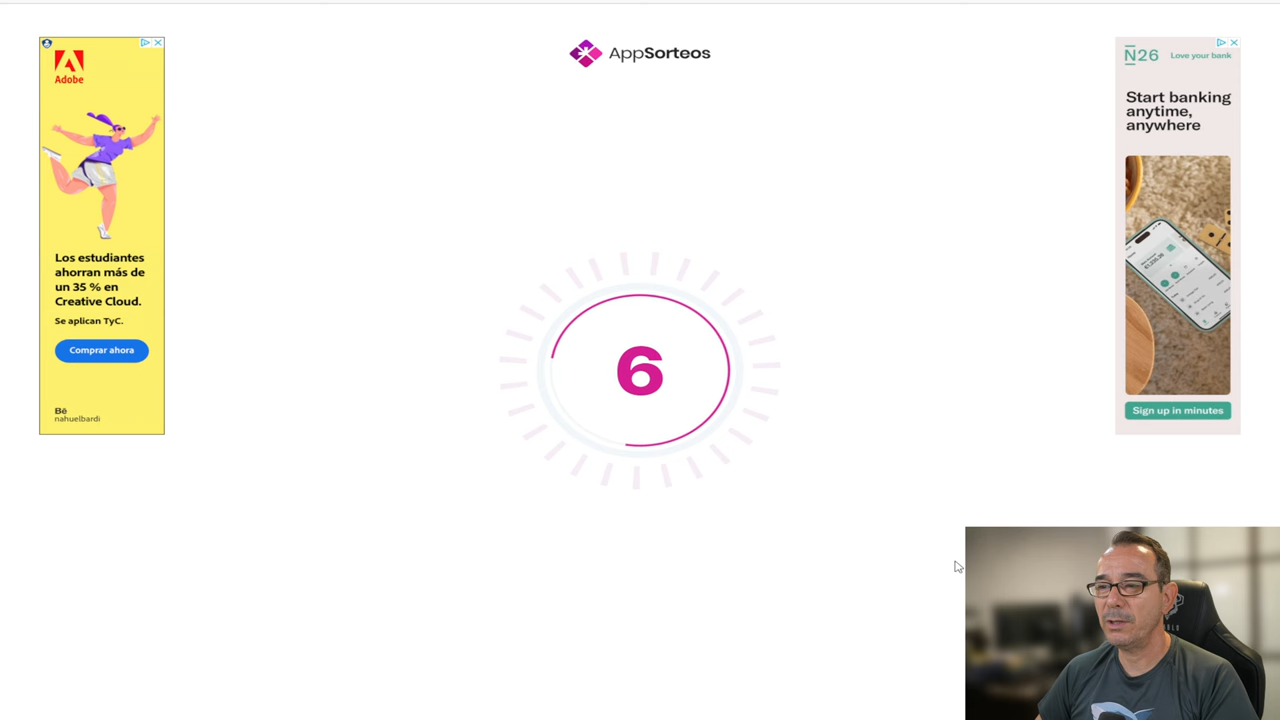 AppSorteos
Adobe
Los estudiantes
ahorran más de
un 35 % en
Creative Cloud.
Se aplican TyC.
Comprar ahora
Bē
nahuelbardi
6
N26 Love your bank
Start banking
anytime,
anywhere
Sign up in minutes